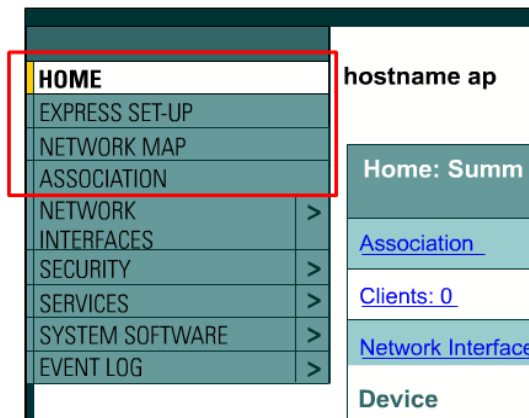 HOME
EXPRESS SET-UP
NETWORK MAP
ASSOCIATION
NETWORK >
INTERFACES
SECURITY >
SERVICES >
SYSTEM SOFTWARE >
EVENT LOG >
hostname ap
Home: Summ
Association
Clients: 0
Network Interface
Device